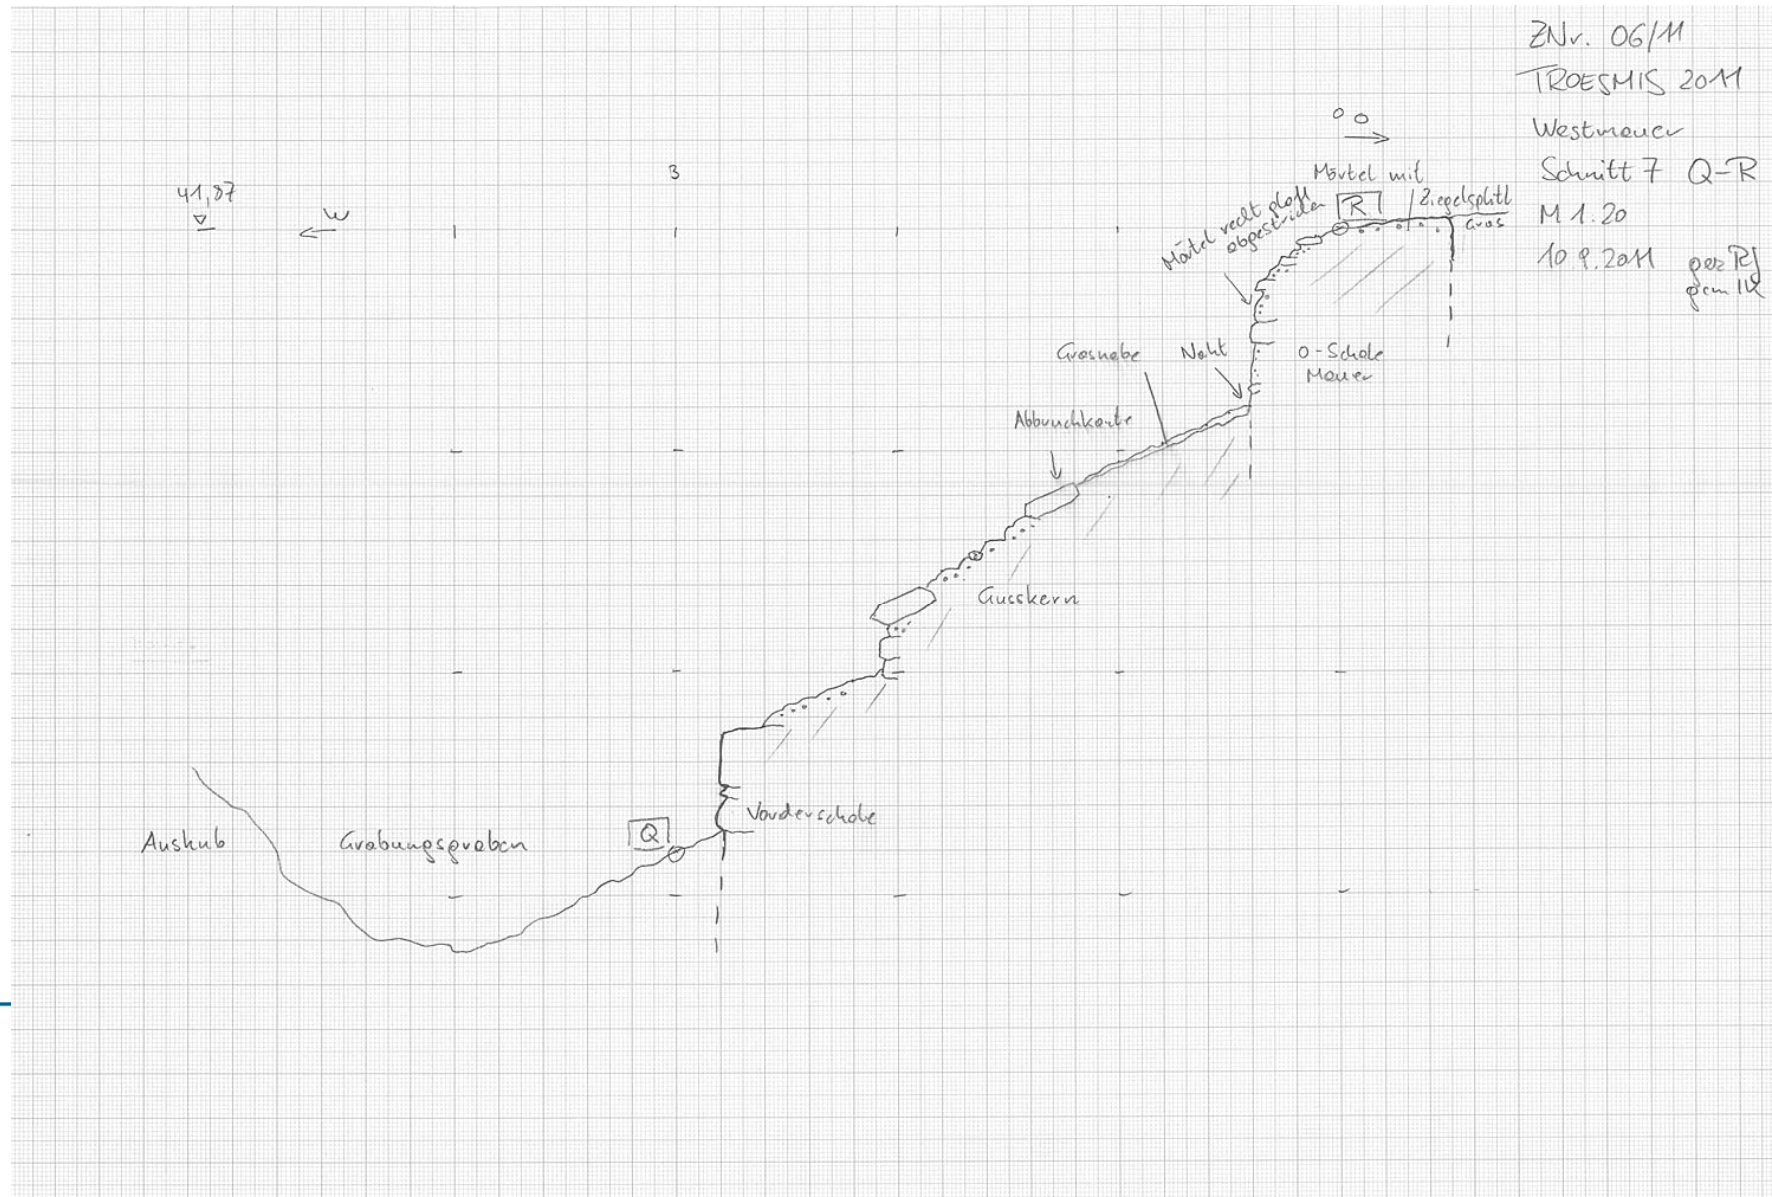 ZNr. 06/11
TROESMIS 2011
Westmauer
Schnitt 7 Q-R
M 1:20
10.9.2011 gez RJ
gem
41,87
W
3
Mörtel mit
Ziegelsplitt
R
Gras
Mörtel recht glatt
abgestrichen
Grasnabe
Naht
O-Schale
Mauer
Abbruchkante
Gusskern
Vorderschale
Q
Aushub
Grabungsgraben